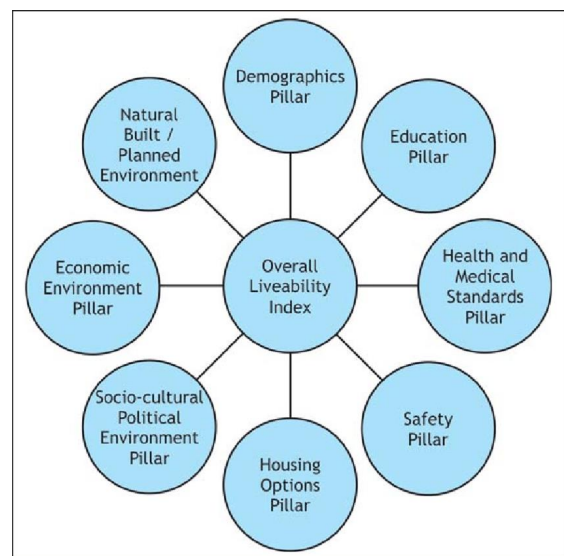 Demographics
Pillar
Education
Pillar
Health and
Medical
Standards
Pillar
Safety
Pillar
Housing
Options
Pillar
Socio-cultural
Political
Environment
Pillar
Economic
Environment
Pillar
Natural
Built /
Planned
Environment
Overall
Liveability
Index